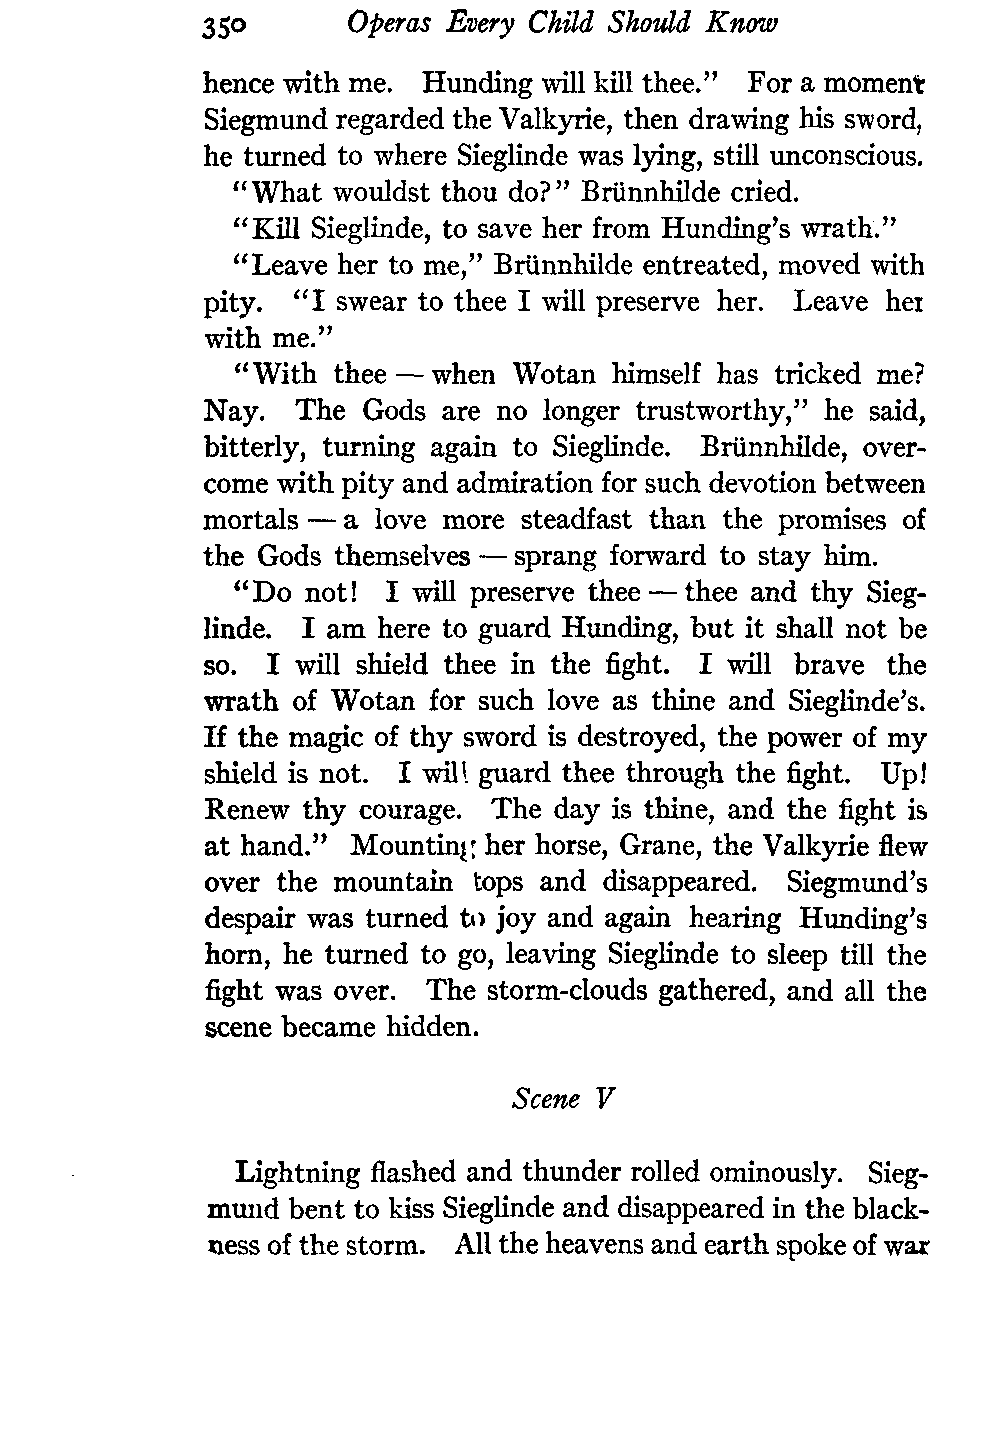 350 Operas Every Child Should Know
hence with me. Hunding will kill thee." For a moment
Siegmund regarded the Valkyrie, then drawing his sword,
he turned to where Sieglinde was lying, still unconscious.
"What wouldst thou do?" Brünnhilde cried.
"Kill Sieglinde, to save her from Hunding's wrath."
"Leave her to me," Brünnhilde entreated, moved with
pity. "I swear to thee I will preserve her. Leave her
with me."
"With thee — when Wotan himself has tricked me?
Nay. The Gods are no longer trustworthy," he said,
bitterly, turning again to Sieglinde. Brünnhilde, over-
come with pity and admiration for such devotion between
mortals — a love more steadfast than the promises of
the Gods themselves — sprang forward to stay him.
"Do not! I will preserve thee — thee and thy Sieg-
linde. I am here to guard Hunding, but it shall not be
so. I will shield thee in the fight. I will brave the
wrath of Wotan for such love as thine and Sieglinde's.
If the magic of thy sword is destroyed, the power of my
shield is not. I will guard thee through the fight. Up!
Renew thy courage. The day is thine, and the fight is
at hand." Mounting her horse, Grane, the Valkyrie flew
over the mountain tops and disappeared. Siegmund's
despair was turned to joy and again hearing Hunding's
horn, he turned to go, leaving Sieglinde to sleep till the
fight was over. The storm-clouds gathered, and all the
scene became hidden.
Scene V
Lightning flashed and thunder rolled ominously. Sieg-
mund bent to kiss Sieglinde and disappeared in the black-
ness of the storm. All the heavens and earth spoke of war